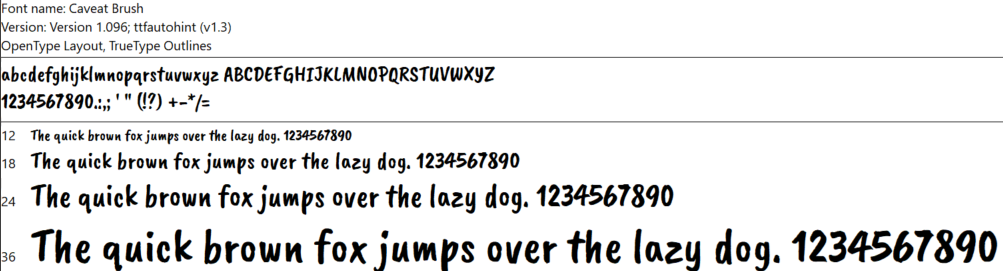 Font name: Caveat Brush
Version: Version 1.096; ttfautohint (v1.3)
OpenType Layout, TrueType Outlines
abcdefghijklmnopqrstuvwxyz ABCDEFGHIJKLMNOPQRSTUVWXYZ
1234567890.:,; ' " (!?) +-*/=
12 The quick brown fox jumps over the lazy dog. 1234567890
18 The quick brown fox jumps over the lazy dog. 1234567890
24 The quick brown fox jumps over the lazy dog. 1234567890
36 The quick brown fox jumps over the lazy dog. 1234567890